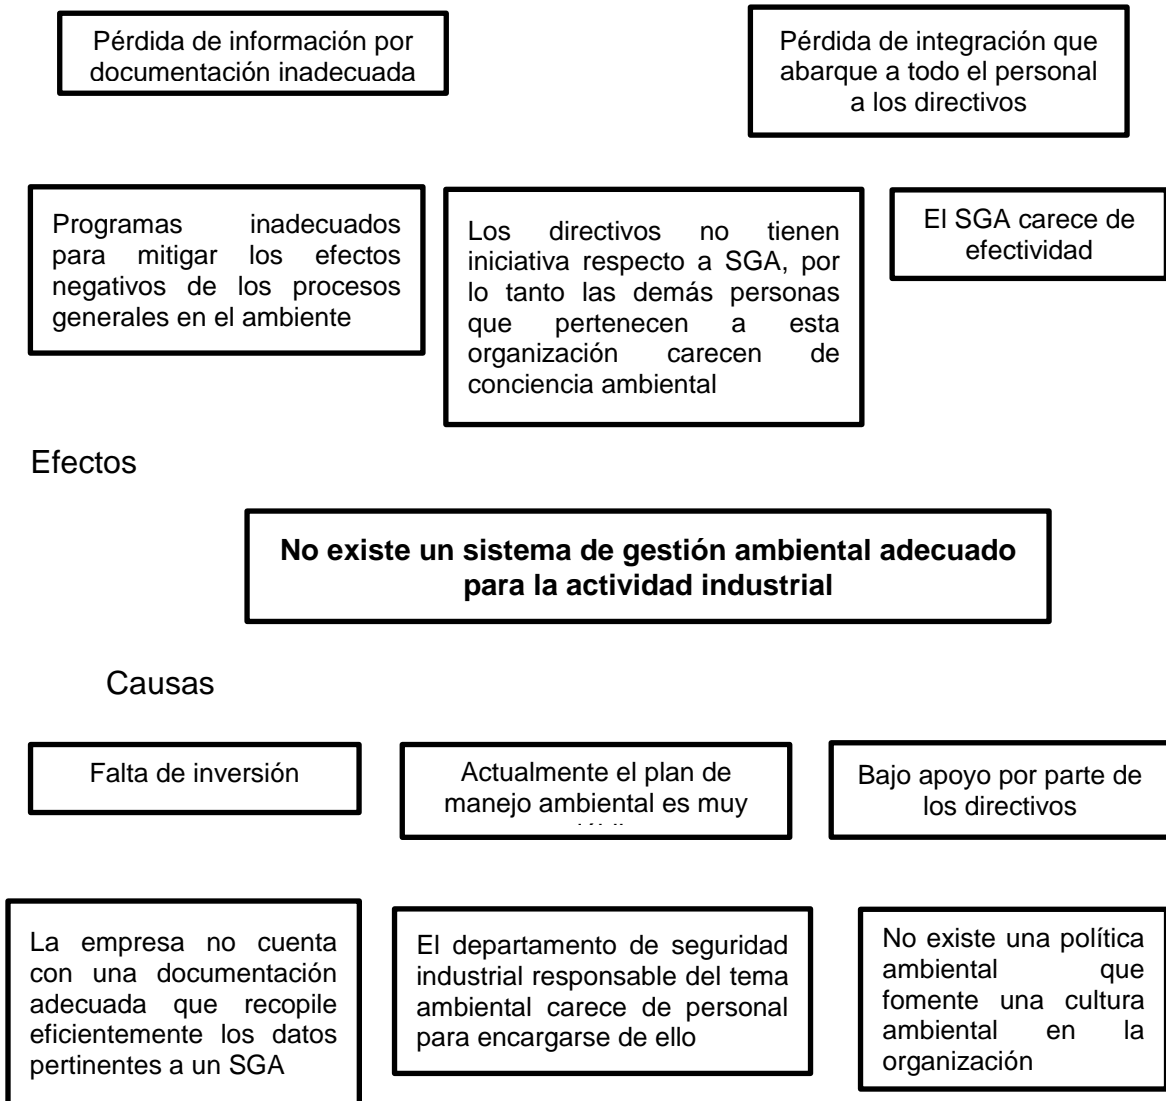 Pérdida de información por
documentación inadecuada
Pérdida de integración que
abarque a todo el personal
a los directivos
Programas inadecuados
para mitigar los efectos
negativos de los procesos
generales en el ambiente
Los directivos no tienen
iniciativa respecto a SGA, por
lo tanto las demás personas
que pertenecen a esta
organización carecen de
conciencia ambiental
El SGA carece de
efectividad
Efectos
No existe un sistema de gestión ambiental adecuado
para la actividad industrial
Causas
Falta de inversión
Actualmente el plan de
manejo ambiental es muy
Bajo apoyo por parte de
los directivos
La empresa no cuenta
con una documentación
adecuada que recopile
eficientemente los datos
pertinentes a un SGA
El departamento de seguridad
industrial responsable del tema
ambiental carece de personal
para encargarse de ello
No existe una política
ambiental que
fomente una cultura
ambiental en la
organización